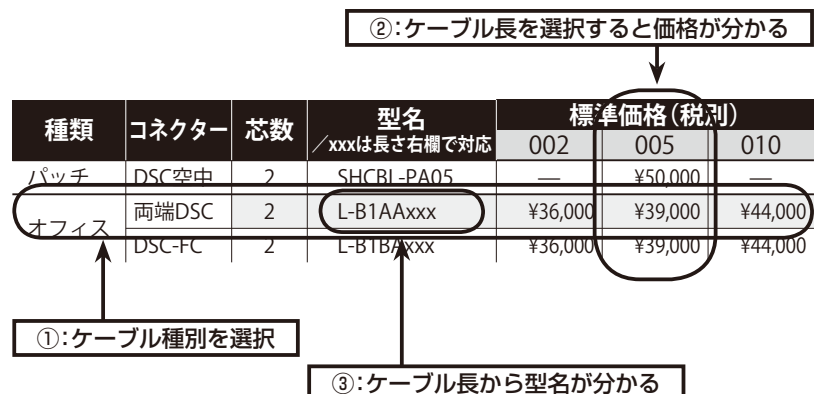 ②：ケーブル長を選択すると価格が分かる
種類 コネクター 芯数 型名 標準価格（税別）
／xxxは長さ右欄で対応 002 005 010
パッチ DSC空中 2 SHCBL-PA05 — ¥50,000 —
オフィス 両端DSC 2 L-B1AAxxx ¥36,000 ¥39,000 ¥44,000
DSC-FC 2 L-B1BAxxx ¥36,000 ¥39,000 ¥44,000
①：ケーブル種別を選択
③：ケーブル長から型名が分かる